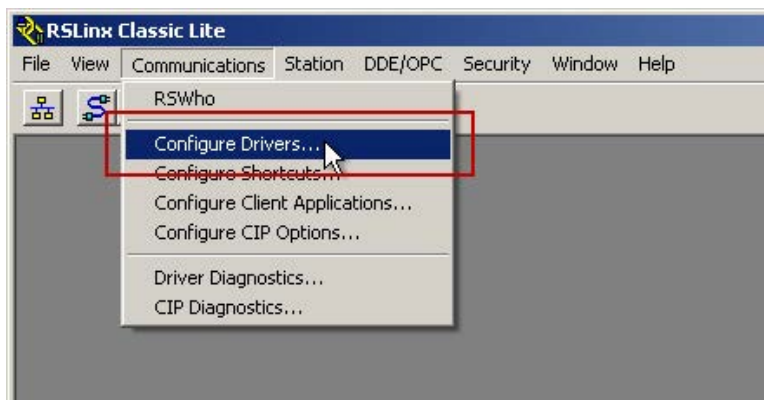 RSLinx Classic Lite
File View Communications Station DDE/OPC Security Window Help
RSWho
Configure Drivers...
Configure Shortcuts...
Configure Client Applications...
Configure CIP Options...
Driver Diagnostics...
CIP Diagnostics...